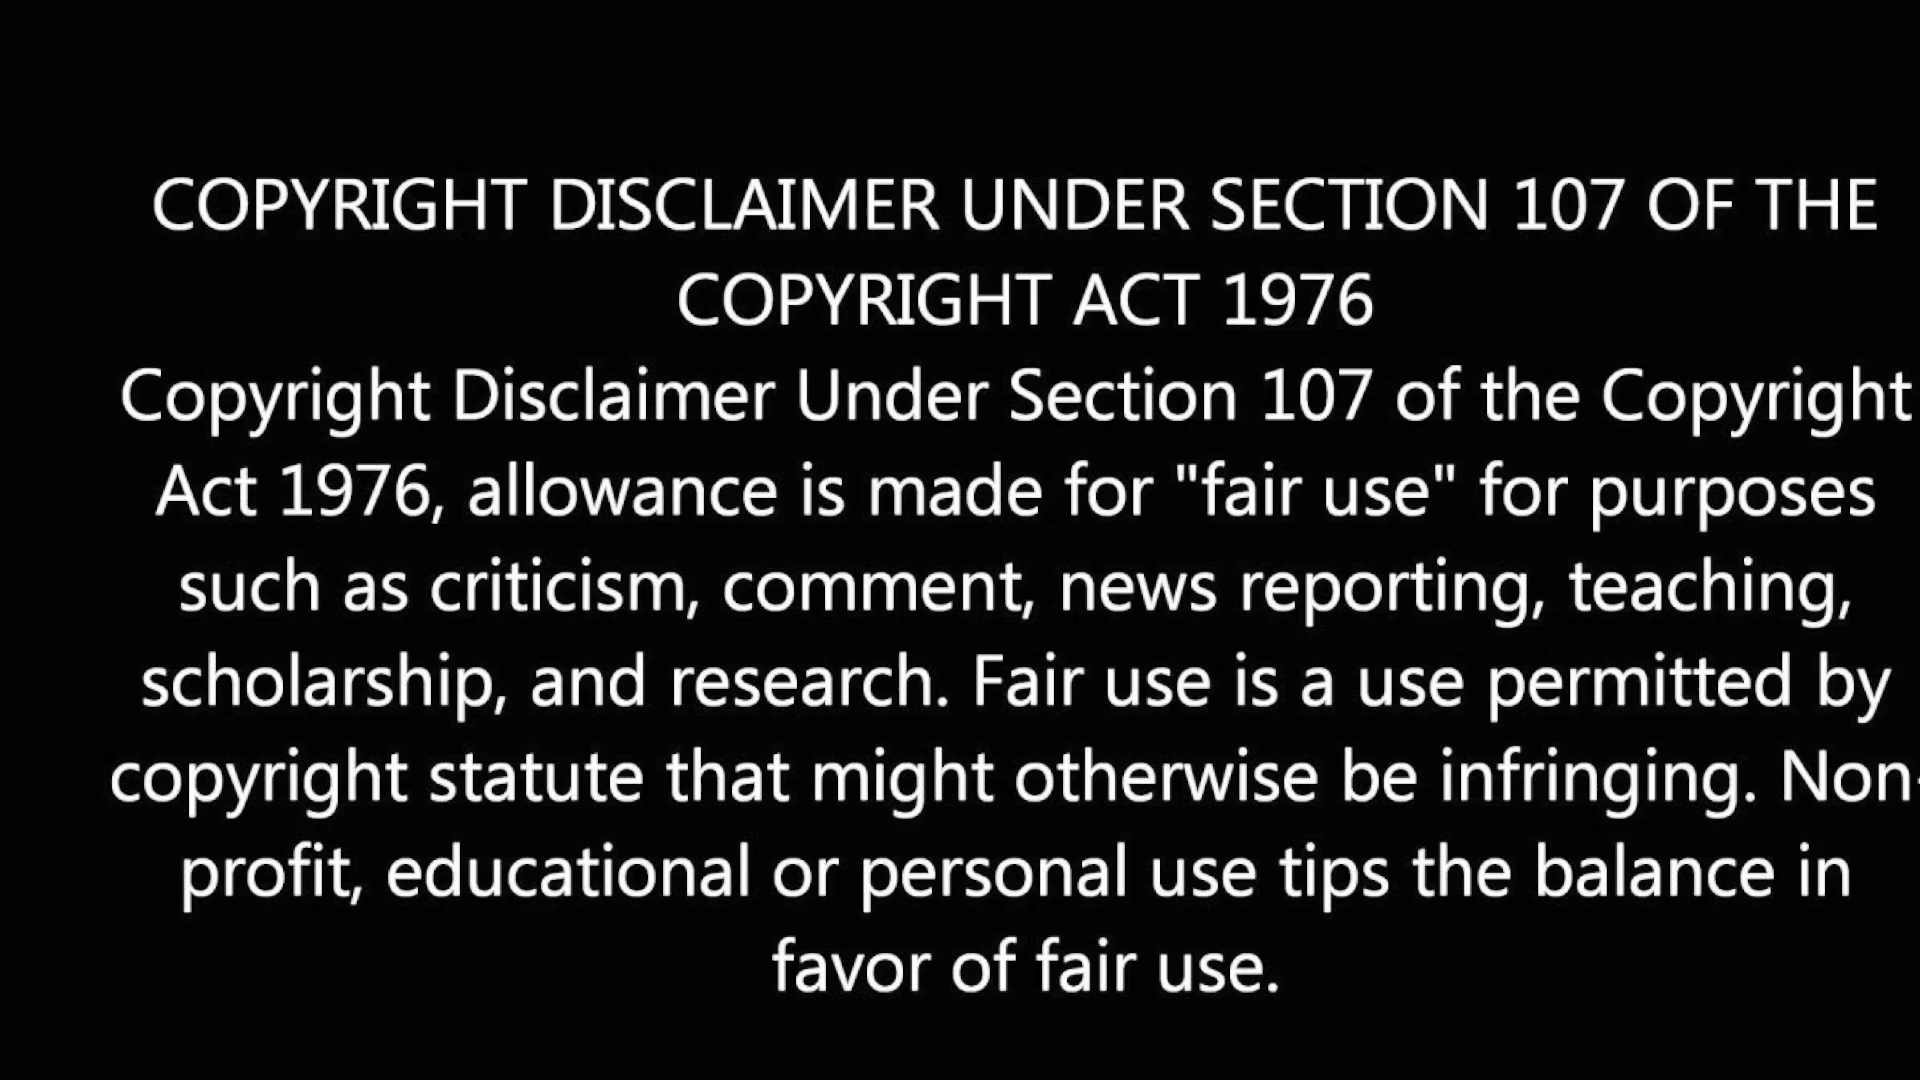 COPYRIGHT DISCLAIMER UNDER SECTION 107 OF THE
COPYRIGHT ACT 1976
Copyright Disclaimer Under Section 107 of the Copyright
Act 1976, allowance is made for "fair use" for purposes
such as criticism, comment, news reporting, teaching,
scholarship, and research. Fair use is a use permitted by
copyright statute that might otherwise be infringing. Non-
profit, educational or personal use tips the balance in
favor of fair use.